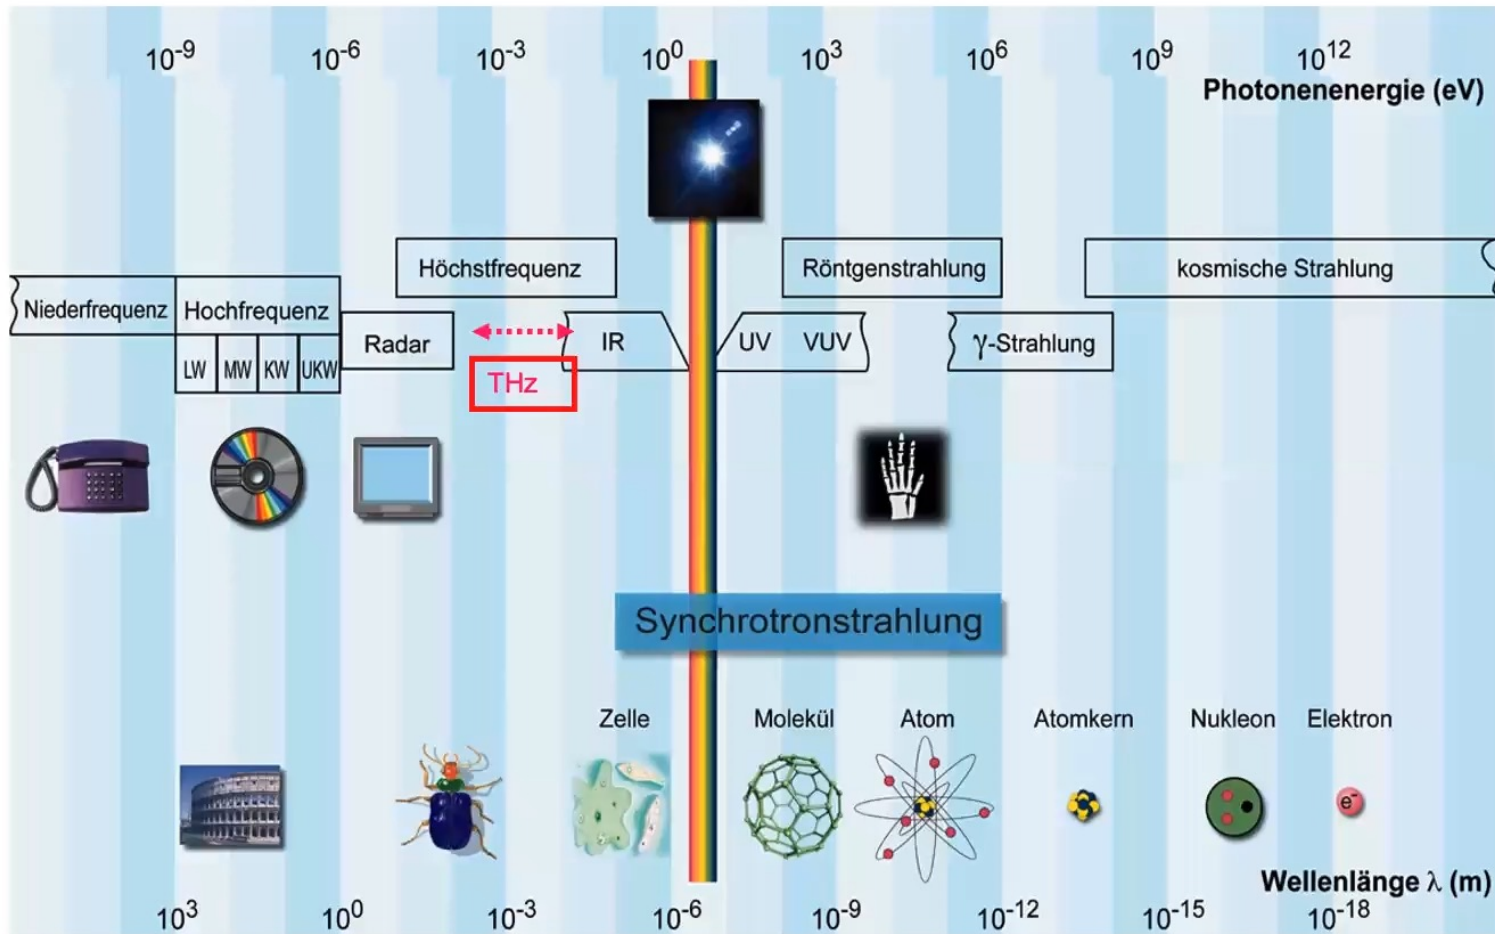 10-9 10-6 10-3 100 103 106 109 1012
Photonenenergie (eV)
Höchstfrequenz Röntgenstrahlung kosmische Strahlung
Niederfrequenz Hochfrequenz
Radar IR UV VUV γ-Strahlung
LW MW KW UKW
THz
Synchrotronstrahlung
Zelle Molekül Atom Atomkern Nukleon Elektron
e-
Wellenlänge λ (m)
103 100 10-3 10-6 10-9 10-12 10-15 10-18